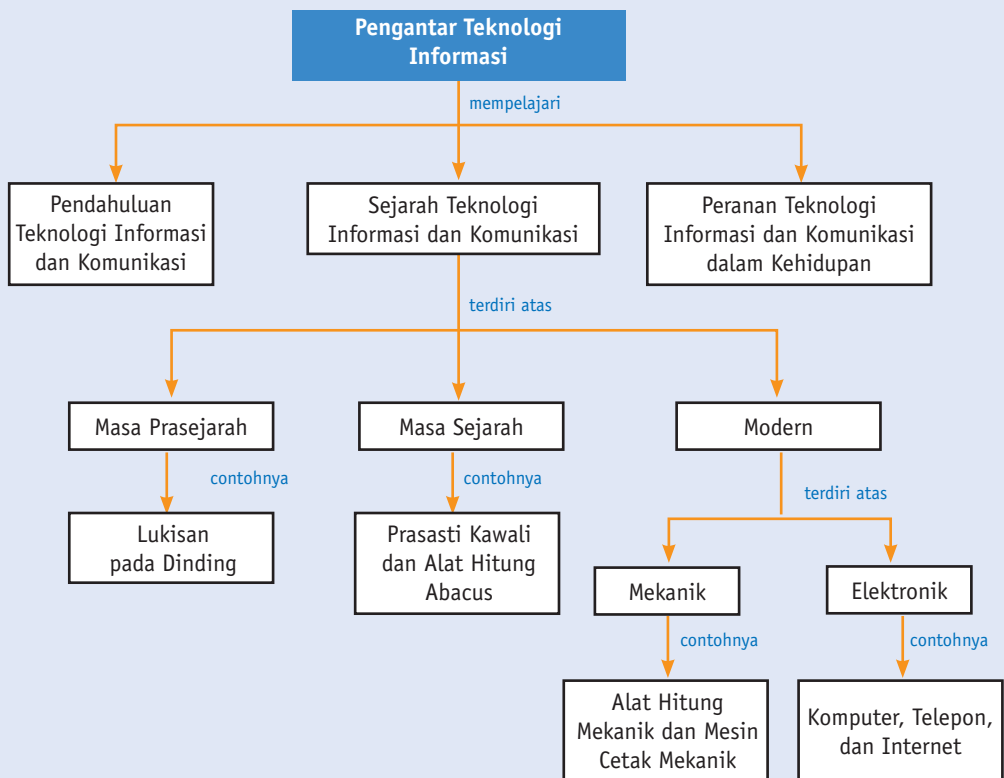 Pengantar Teknologi
Informasi
mempelajari
Pendahuluan
Teknologi Informasi
dan Komunikasi
Sejarah Teknologi
Informasi dan Komunikasi
Peranan Teknologi
Informasi dan Komunikasi
dalam Kehidupan
terdiri atas
Masa Prasejarah
Masa Sejarah
Modern
contohnya
contohnya
terdiri atas
Lukisan
pada Dinding
Prasasti Kawali
dan Alat Hitung
Abacus
Mekanik
Elektronik
contohnya
contohnya
Alat Hitung
Mekanik dan Mesin
Cetak Mekanik
Komputer, Telepon,
dan Internet